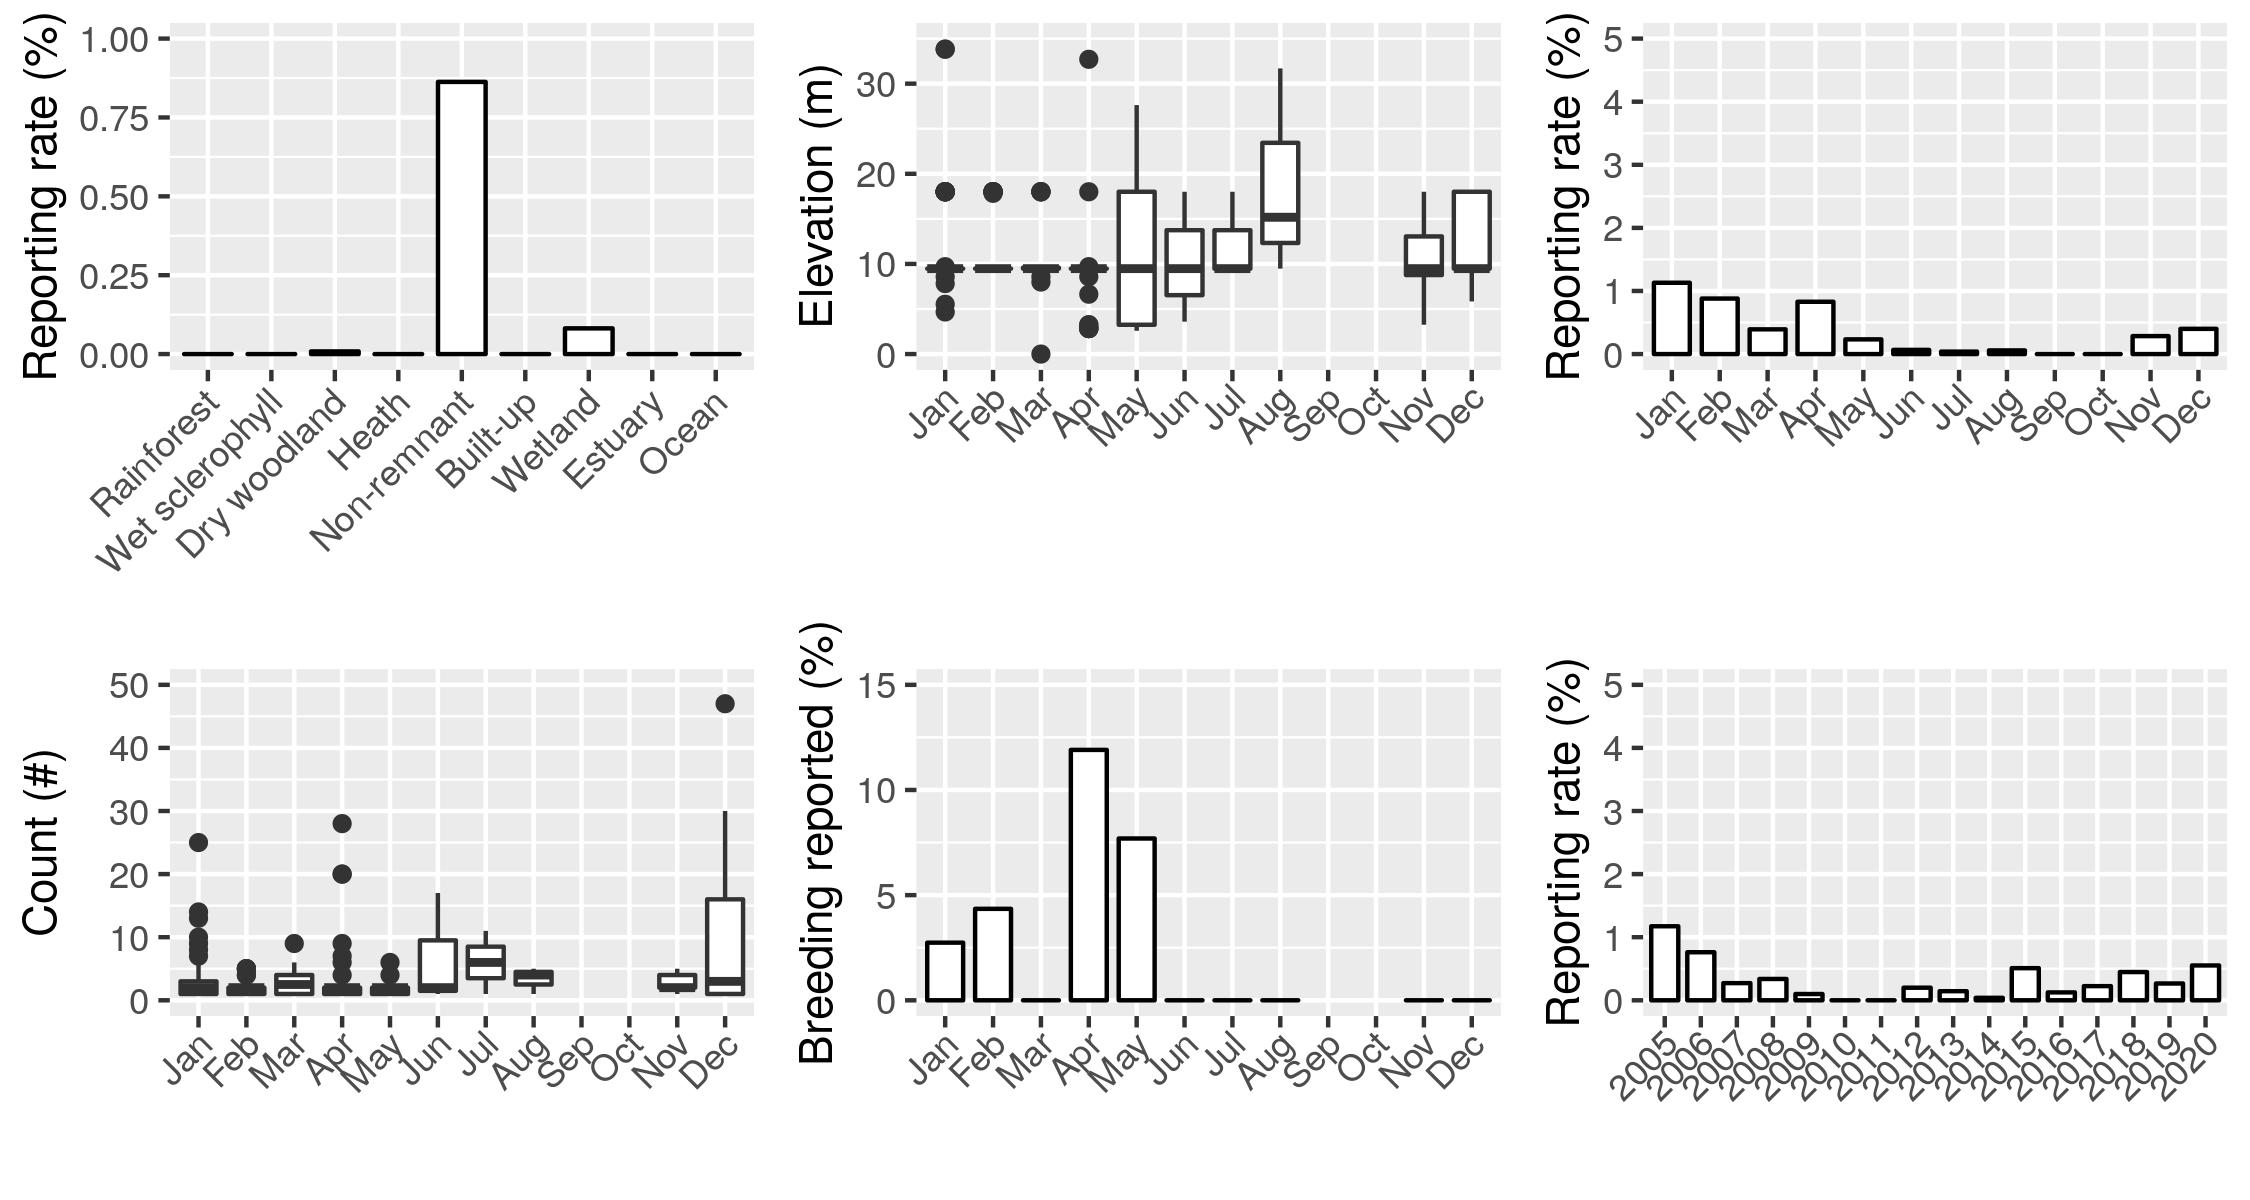 Reporting rate (%)
1.00
0.75
0.50
0.25
0.00
Rainforest
Wet sclerophyll
Dry woodland
Heath
Non-remnant
Built-up
Wetland
Estuary
Ocean
Elevation (m)
30
20
10
0
Jan
Feb
Mar
Apr
May
Jun
Jul
Aug
Sep
Oct
Nov
Dec
Reporting rate (%)
5
4
3
2
1
0
Jan
Feb
Mar
Apr
May
Jun
Jul
Aug
Sep
Oct
Nov
Dec
Count (#)
50
40
30
20
10
0
Jan
Feb
Mar
Apr
May
Jun
Jul
Aug
Sep
Oct
Nov
Dec
Breeding reported (%)
15
10
5
0
Jan
Feb
Mar
Apr
May
Jun
Jul
Aug
Sep
Oct
Nov
Dec
Reporting rate (%)
5
4
3
2
1
0
2005
2006
2007
2008
2009
2010
2011
2012
2013
2014
2015
2016
2017
2018
2019
2020